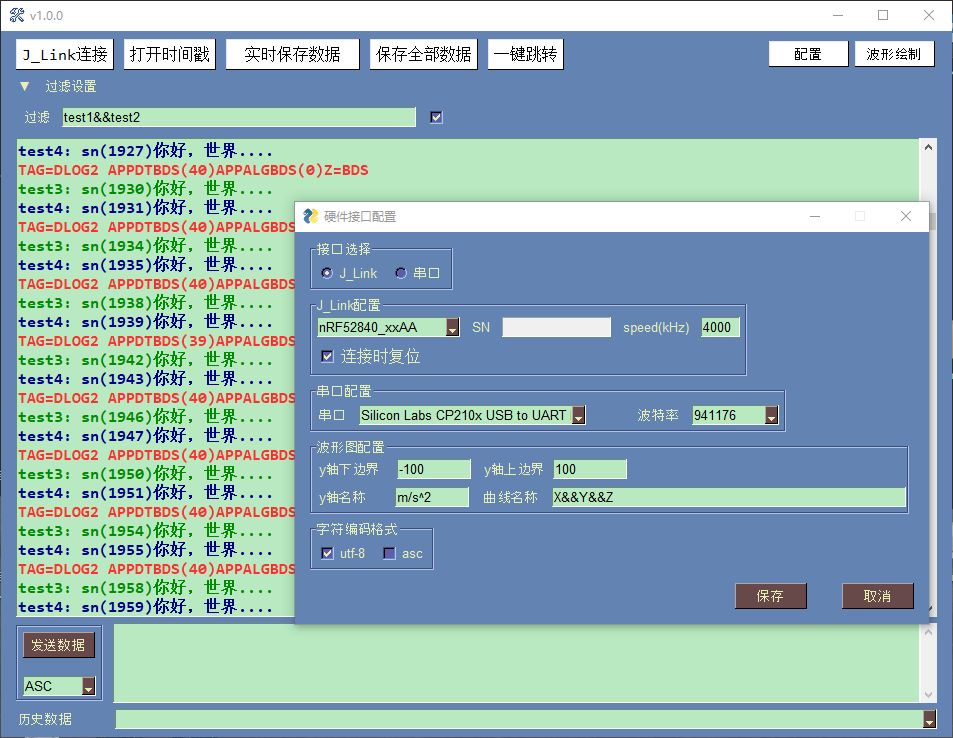 v1.0.0
J_Link连接 打开时间戳 实时保存数据 保存全部数据 一键跳转 配置 波形绘制
过滤设置
过滤 test1&&test2
test4: sn(1927)你好，世界....
TAG=DLOG2 APPDTBDS(40)APPALGBDS(0)Z=BDS
test3: sn(1930)你好，世界....
test4: sn(1931)你好，世界....
TAG=DLOG2 APPDTBDS(40)APPALGBDS
test3: sn(1934)你好，世界....
test4: sn(1935)你好，世界....
TAG=DLOG2 APPDTBDS(40)APPALGBDS
test3: sn(1938)你好，世界....
test4: sn(1939)你好，世界....
TAG=DLOG2 APPDTBDS(39)APPALGBDS
test3: sn(1942)你好，世界....
test4: sn(1943)你好，世界....
TAG=DLOG2 APPDTBDS(40)APPALGBDS
test3: sn(1946)你好，世界....
test4: sn(1947)你好，世界....
TAG=DLOG2 APPDTBDS(40)APPALGBDS
test3: sn(1950)你好，世界....
test4: sn(1951)你好，世界....
TAG=DLOG2 APPDTBDS(40)APPALGBDS
test3: sn(1954)你好，世界....
test4: sn(1955)你好，世界....
TAG=DLOG2 APPDTBDS(40)APPALGBDS
test3: sn(1958)你好，世界....
test4: sn(1959)你好，世界....
硬件接口配置
接口选择
J_Link 串口
J_Link配置
nRF52840_xxAA SN speed(kHz) 4000
连接时复位
串口配置
串口 Silicon Labs CP210x USB to UART 波特率 941176
波形图配置
y轴下边界 -100 y轴上边界 100
y轴名称 m/s^2 曲线名称 X&&Y&&Z
字符编码格式
utf-8 asc
保存 取消
发送数据
ASC
历史数据